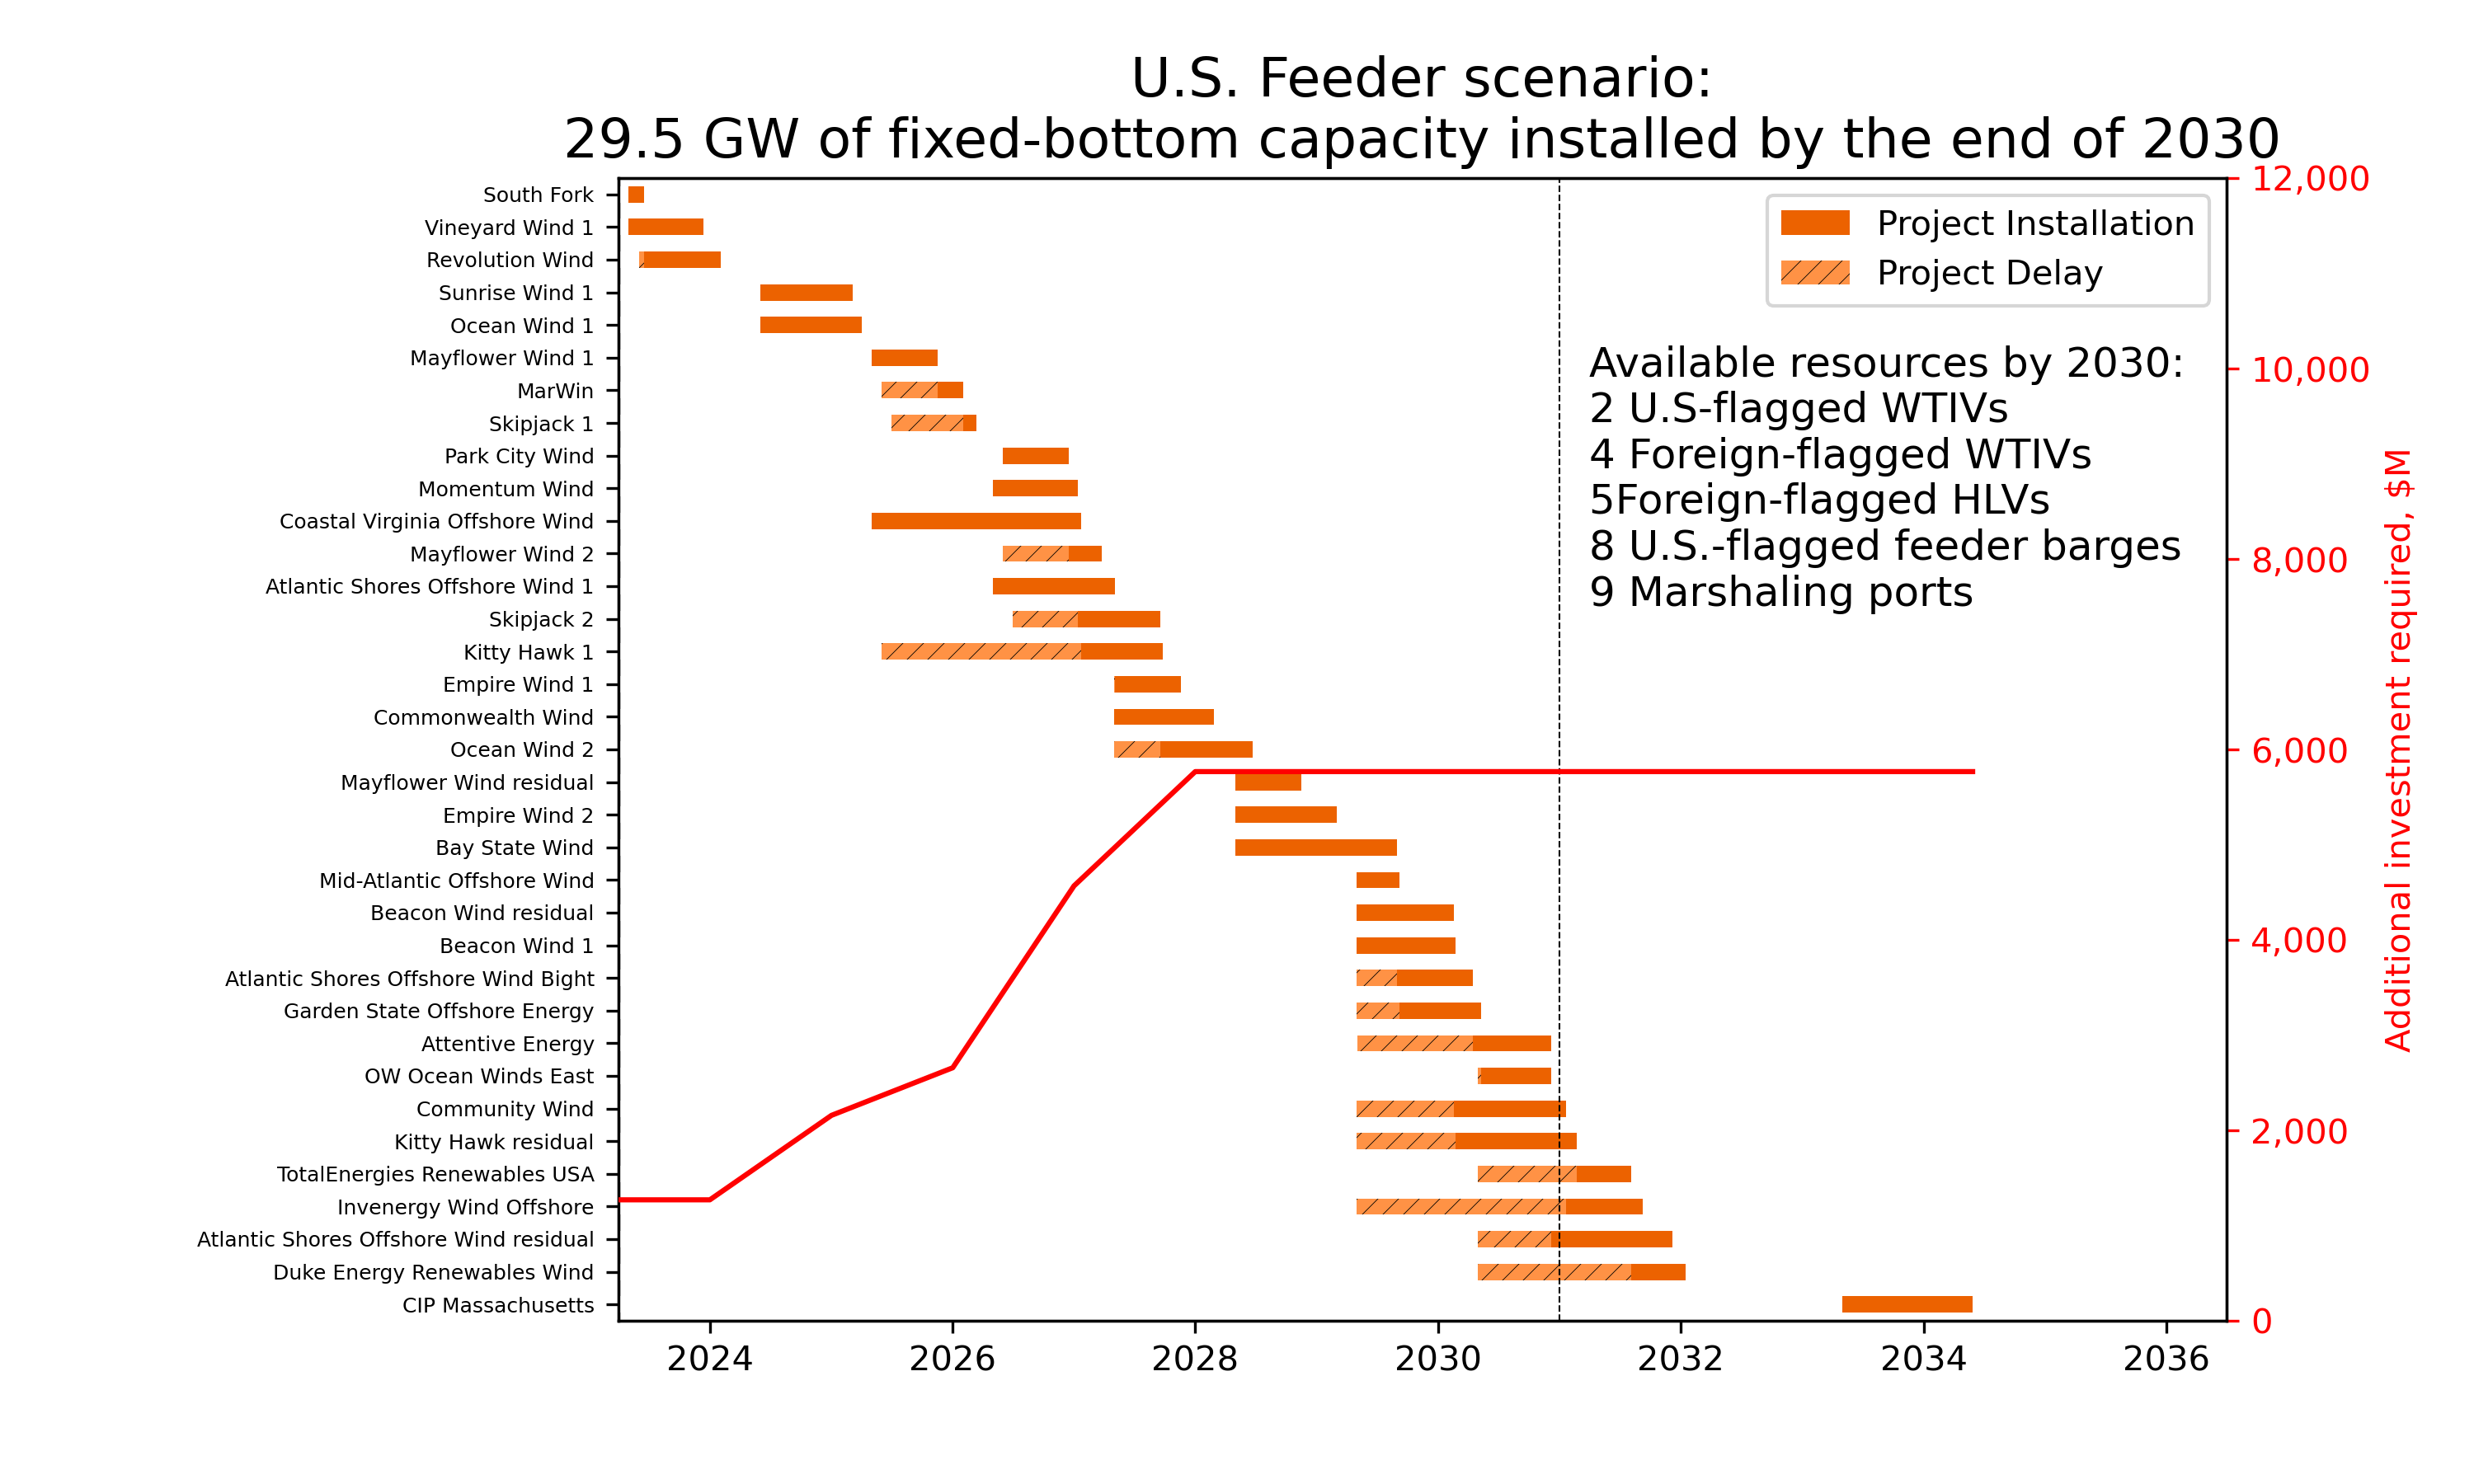 U.S. Feeder scenario:
29.5 GW of fixed-bottom capacity installed by the end of 2030
South Fork
Vineyard Wind 1
Revolution Wind
Sunrise Wind 1
Ocean Wind 1
Mayflower Wind 1
MarWin
Skipjack 1
Park City Wind
Momentum Wind
Coastal Virginia Offshore Wind
Mayflower Wind 2
Atlantic Shores Offshore Wind 1
Skipjack 2
Kitty Hawk 1
Empire Wind 1
Commonwealth Wind
Ocean Wind 2
Mayflower Wind residual
Empire Wind 2
Bay State Wind
Mid-Atlantic Offshore Wind
Beacon Wind residual
Beacon Wind 1
Atlantic Shores Offshore Wind Bight
Garden State Offshore Energy
Attentive Energy
OW Ocean Winds East
Community Wind
Kitty Hawk residual
TotalEnergies Renewables USA
Invenergy Wind Offshore
Atlantic Shores Offshore Wind residual
Duke Energy Renewables Wind
CIP Massachusetts
Project Installation
Project Delay
Available resources by 2030:
2 U.S-flagged WTIVs
4 Foreign-flagged WTIVs
5Foreign-flagged HLVs
8 U.S.-flagged feeder barges
9 Marshaling ports
12,000
10,000
8,000
6,000
4,000
2,000
0
Additional investment required, $M
2024
2026
2028
2030
2032
2034
2036